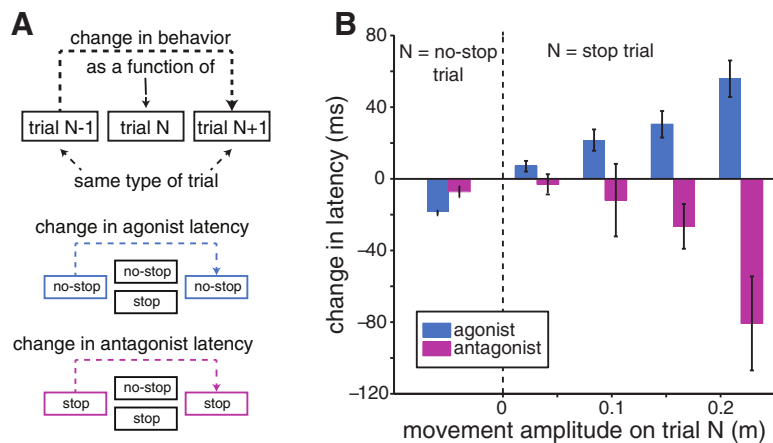 A
change in behavior
as a function of
trial N-1
trial N
trial N+1
same type of trial
change in agonist latency
no-stop
no-stop
stop
no-stop
change in antagonist latency
stop
no-stop
stop
stop
B
change in latency (ms)
80
40
0
−40
−80
−120
N = no-stop
trial
N = stop trial
agonist
antagonist
0
0.1
0.2
movement amplitude on trial N (m)